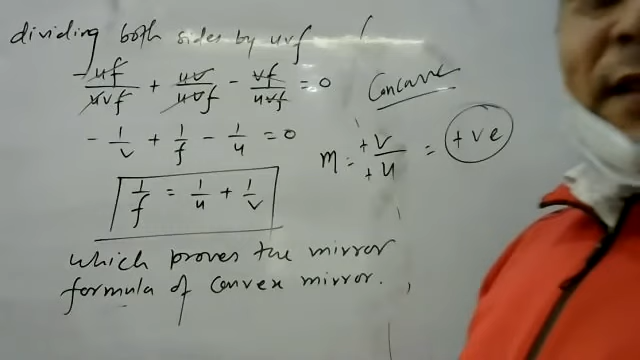 dividing both sides by uvf
- uf/uvf + uv/uvf - vf/uvf = 0
- 1/v + 1/f - 1/u = 0
1/f = 1/u + 1/v
which proves the mirror
formula of convex mirror.
Concave
m = +v/+u = +ve